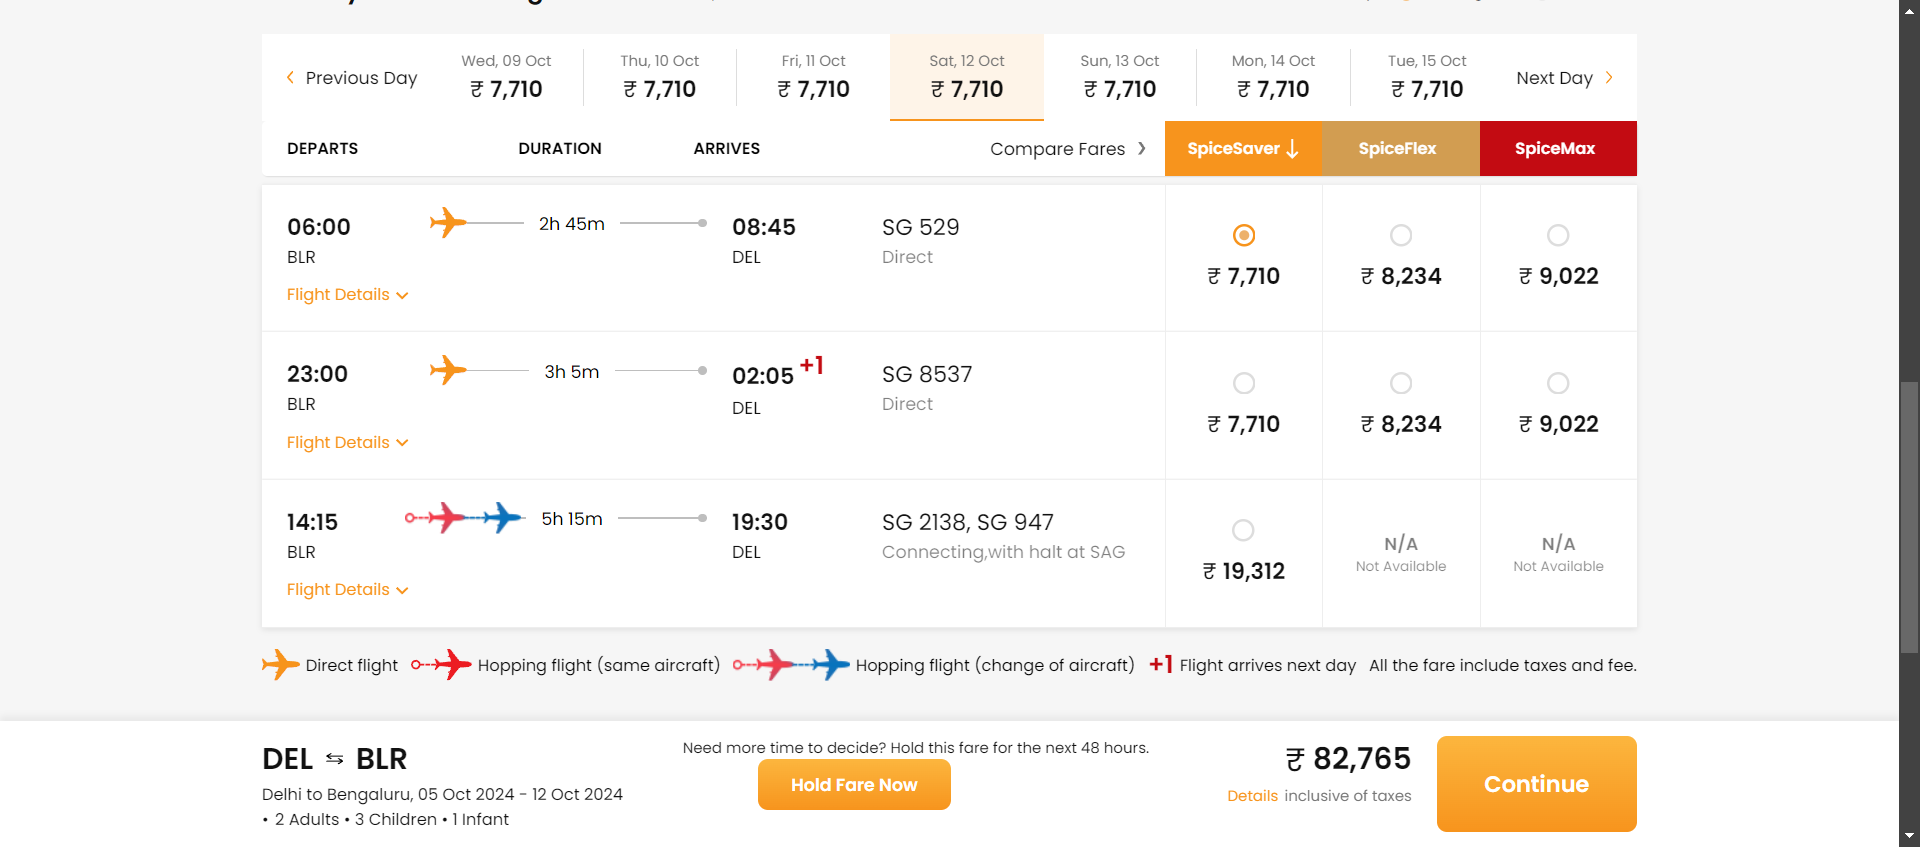 Previous Day
Wed, 09 Oct
₹ 7,710
Thu, 10 Oct
₹ 7,710
Fri, 11 Oct
₹ 7,710
Sat, 12 Oct
₹ 7,710
Sun, 13 Oct
₹ 7,710
Mon, 14 Oct
₹ 7,710
Tue, 15 Oct
₹ 7,710
Next Day
DEPARTS DURATION ARRIVES Compare Fares SpiceSaver SpiceFlex SpiceMax
06:00 2h 45m 08:45 SG 529
BLR DEL Direct
Flight Details
₹ 7,710 ₹ 8,234 ₹ 9,022
23:00 3h 5m 02:05 +1 SG 8537
BLR DEL Direct
Flight Details
₹ 7,710 ₹ 8,234 ₹ 9,022
14:15 5h 15m 19:30 SG 2138, SG 947
BLR DEL Connecting,with halt at SAG
Flight Details
₹ 19,312
N/A
Not Available
N/A
Not Available
Direct flight Hopping flight (same aircraft) Hopping flight (change of aircraft) +1 Flight arrives next day All the fare include taxes and fee.
DEL ⇆ BLR
Delhi to Bengaluru, 05 Oct 2024 - 12 Oct 2024
• 2 Adults • 3 Children • 1 Infant
Need more time to decide? Hold this fare for the next 48 hours.
Hold Fare Now
₹ 82,765
Details inclusive of taxes
Continue